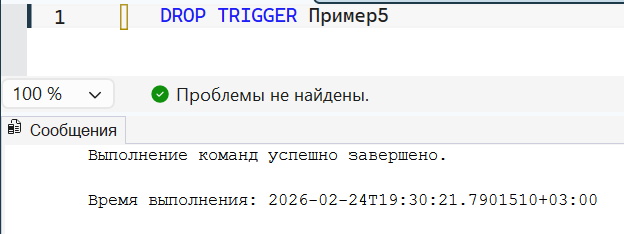 1 DROP TRIGGER Пример5
100 %
Проблемы не найдены.
Сообщения
Выполнение команд успешно завершено.
Время выполнения: 2026-02-24T19:30:21.7901510+03:00